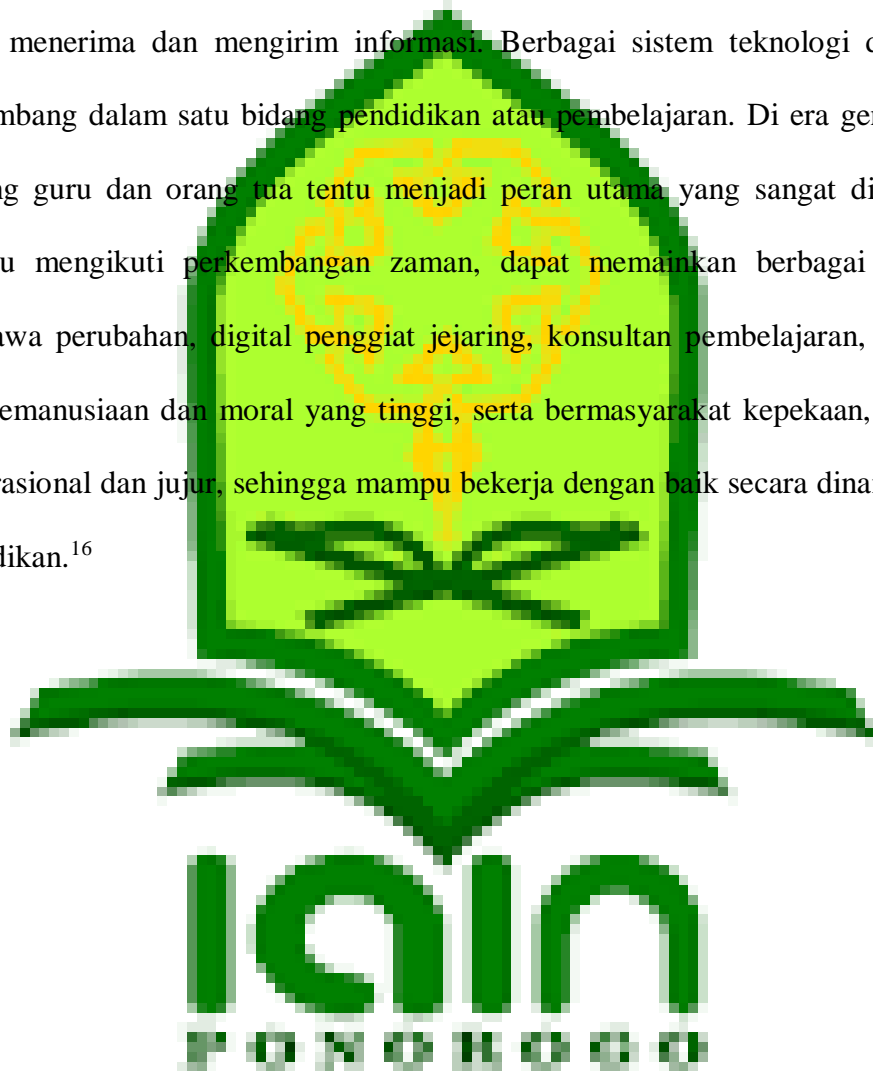 menerima dan mengirim informasi. Berbagai sistem teknologi d
mbang dalam satu bidang pendidikan atau pembelajaran. Di era gen
ng guru dan orang tua tentu menjadi peran utama yang sangat di
u mengikuti perkembangan zaman, dapat memainkan berbagai
awa perubahan, digital penggiat jejaring, konsultan pembelajaran,
emanusiaan dan moral yang tinggi, serta bermasyarakat kepekaan,
rasional dan jujur, sehingga mampu bekerja dengan baik secara dinam
dikan.16
IAIN
PONOROGO